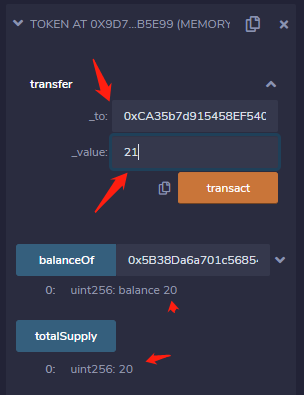 TOKEN AT 0X9D7...B5E99 (MEMORY
transfer
_to: 0xCA35b7d915458EF540
_value: 21
transact
balanceOf 0x5B38Da6a701c56854
0: uint256: balance 20
totalSupply
0: uint256: 20